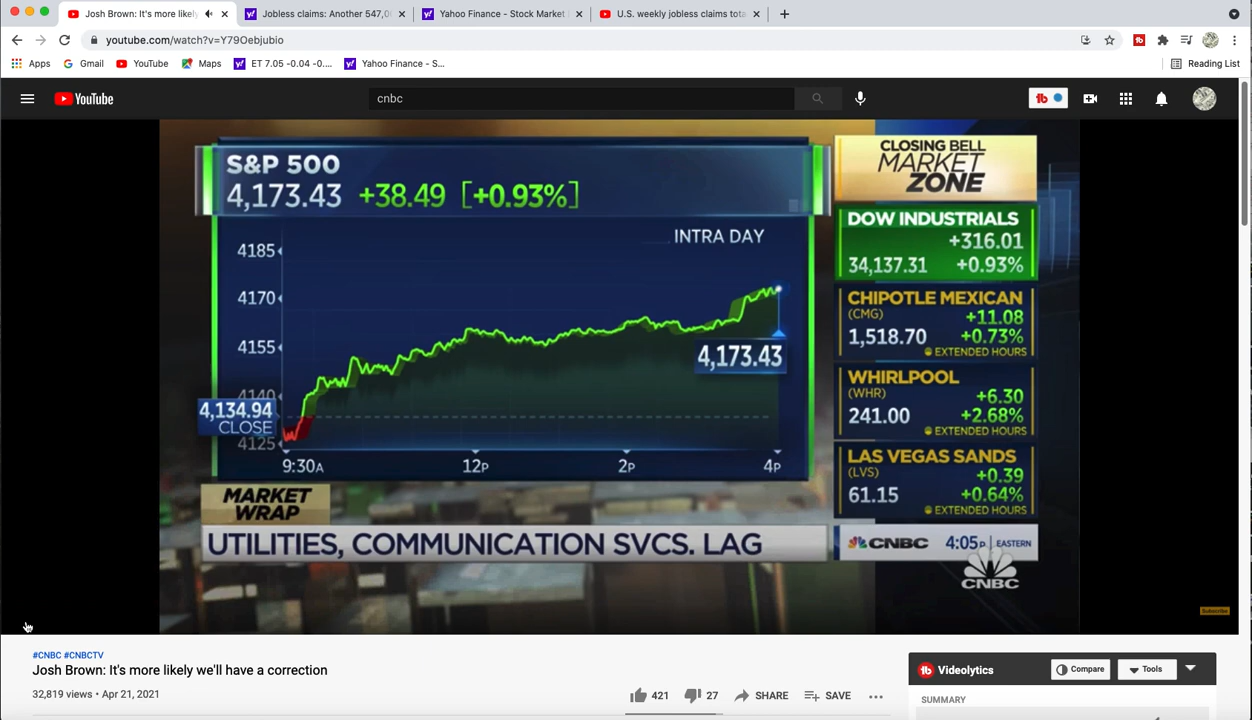 Josh Brown: It's more likely
Jobless claims: Another 547,0
Yahoo Finance - Stock Market
U.S. weekly jobless claims tota
youtube.com/watch?v=Y79Oebjubio
Apps
Gmail
YouTube
Maps
ET 7.05 -0.04 -0....
Yahoo Finance - S...
Reading List
YouTube
cnbc
S&P 500
4,173.43 +38.49 [+0.93%]
INTRA DAY
4185
4170
4155
4140
4125
4,134.94
CLOSE
4,173.43
9:30A
12P
2P
4P
CLOSING BELL
MARKET
ZONE
DOW INDUSTRIALS
+316.01
34,137.31 +0.93%
CHIPOTLE MEXICAN
(CMG) +11.08
1,518.70 +0.73%
EXTENDED HOURS
WHIRLPOOL
(WHR) +6.30
241.00 +2.68%
EXTENDED HOURS
LAS VEGAS SANDS
(LVS) +0.39
61.15 +0.64%
EXTENDED HOURS
MARKET
WRAP
UTILITIES, COMMUNICATION SVCS. LAG
CNBC 4:05P EASTERN
CNBC
Subscribe
#CNBC #CNBCTV
Josh Brown: It's more likely we'll have a correction
32,819 views • Apr 21, 2021
421
27
SHARE
SAVE
Videolytics
Compare
Tools
SUMMARY